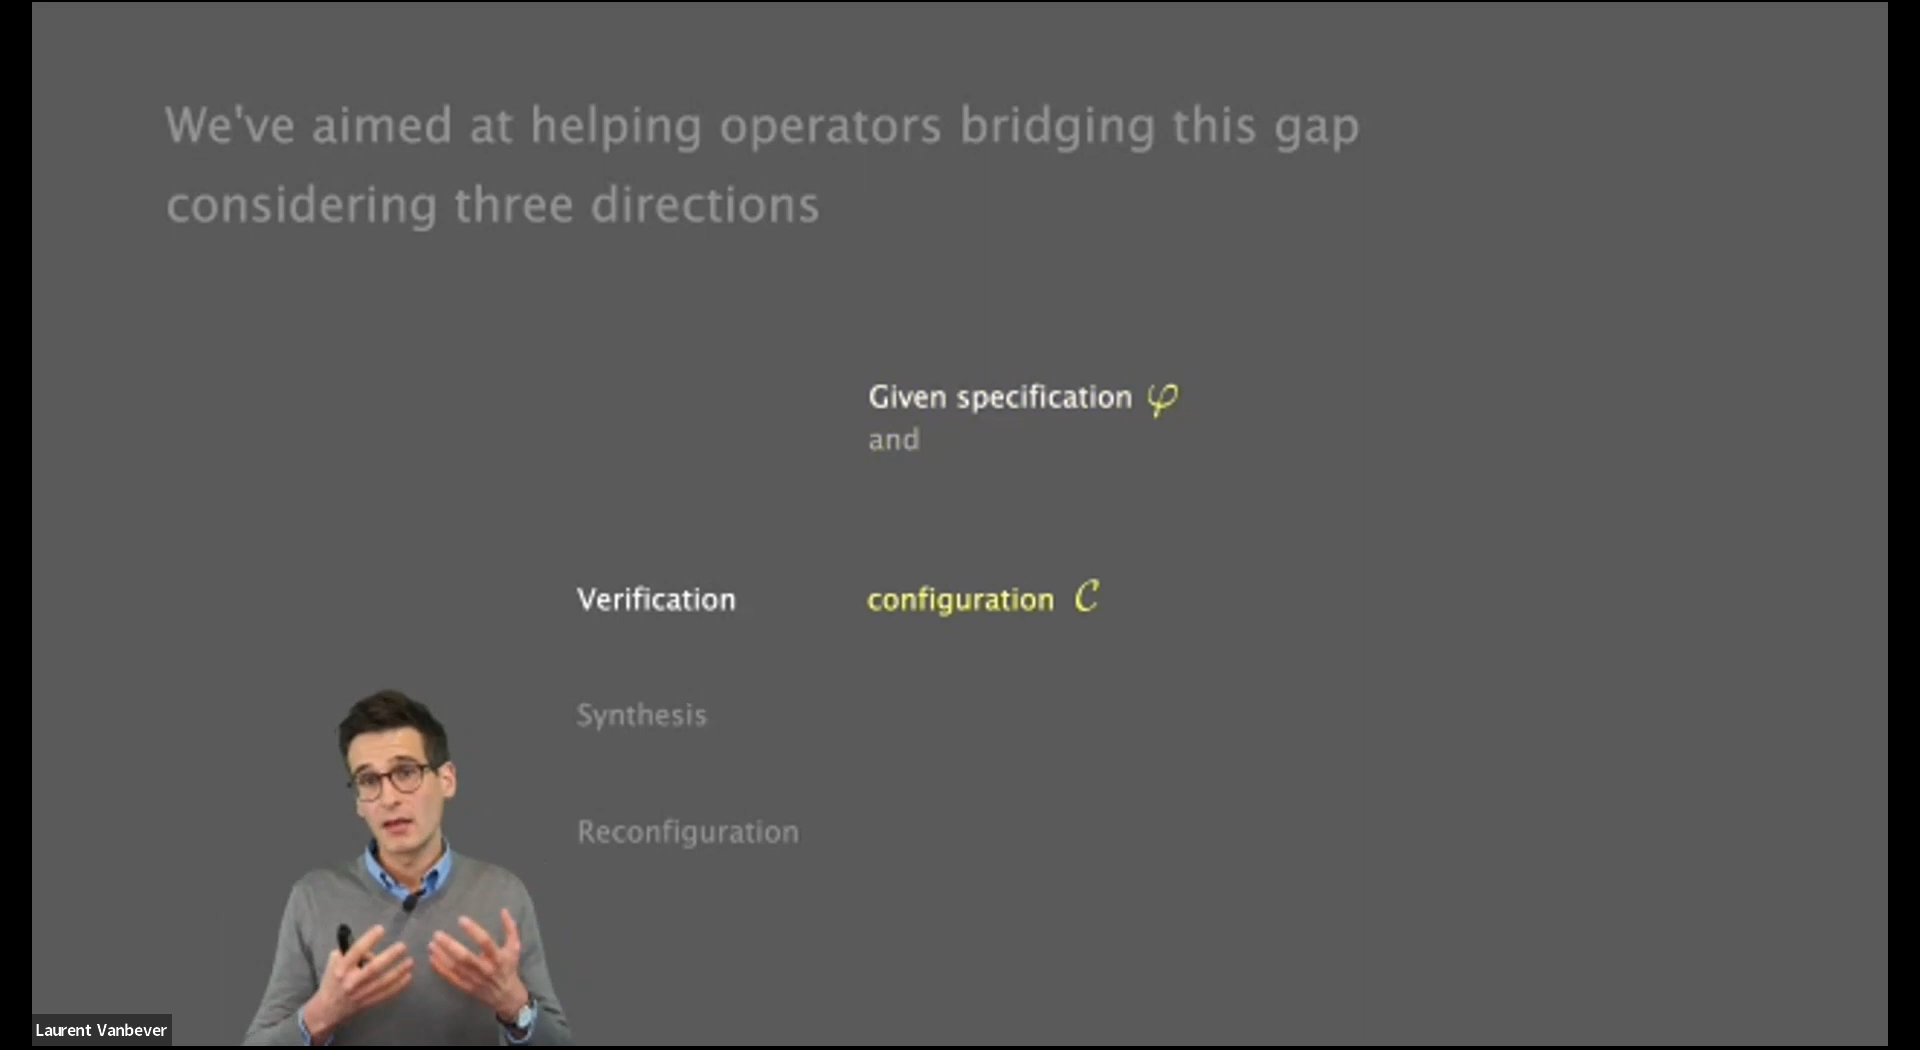 We've aimed at helping operators bridging this gap
considering three directions
Given specification φ
and
Verification configuration C
Synthesis
Reconfiguration
Laurent Vanbever